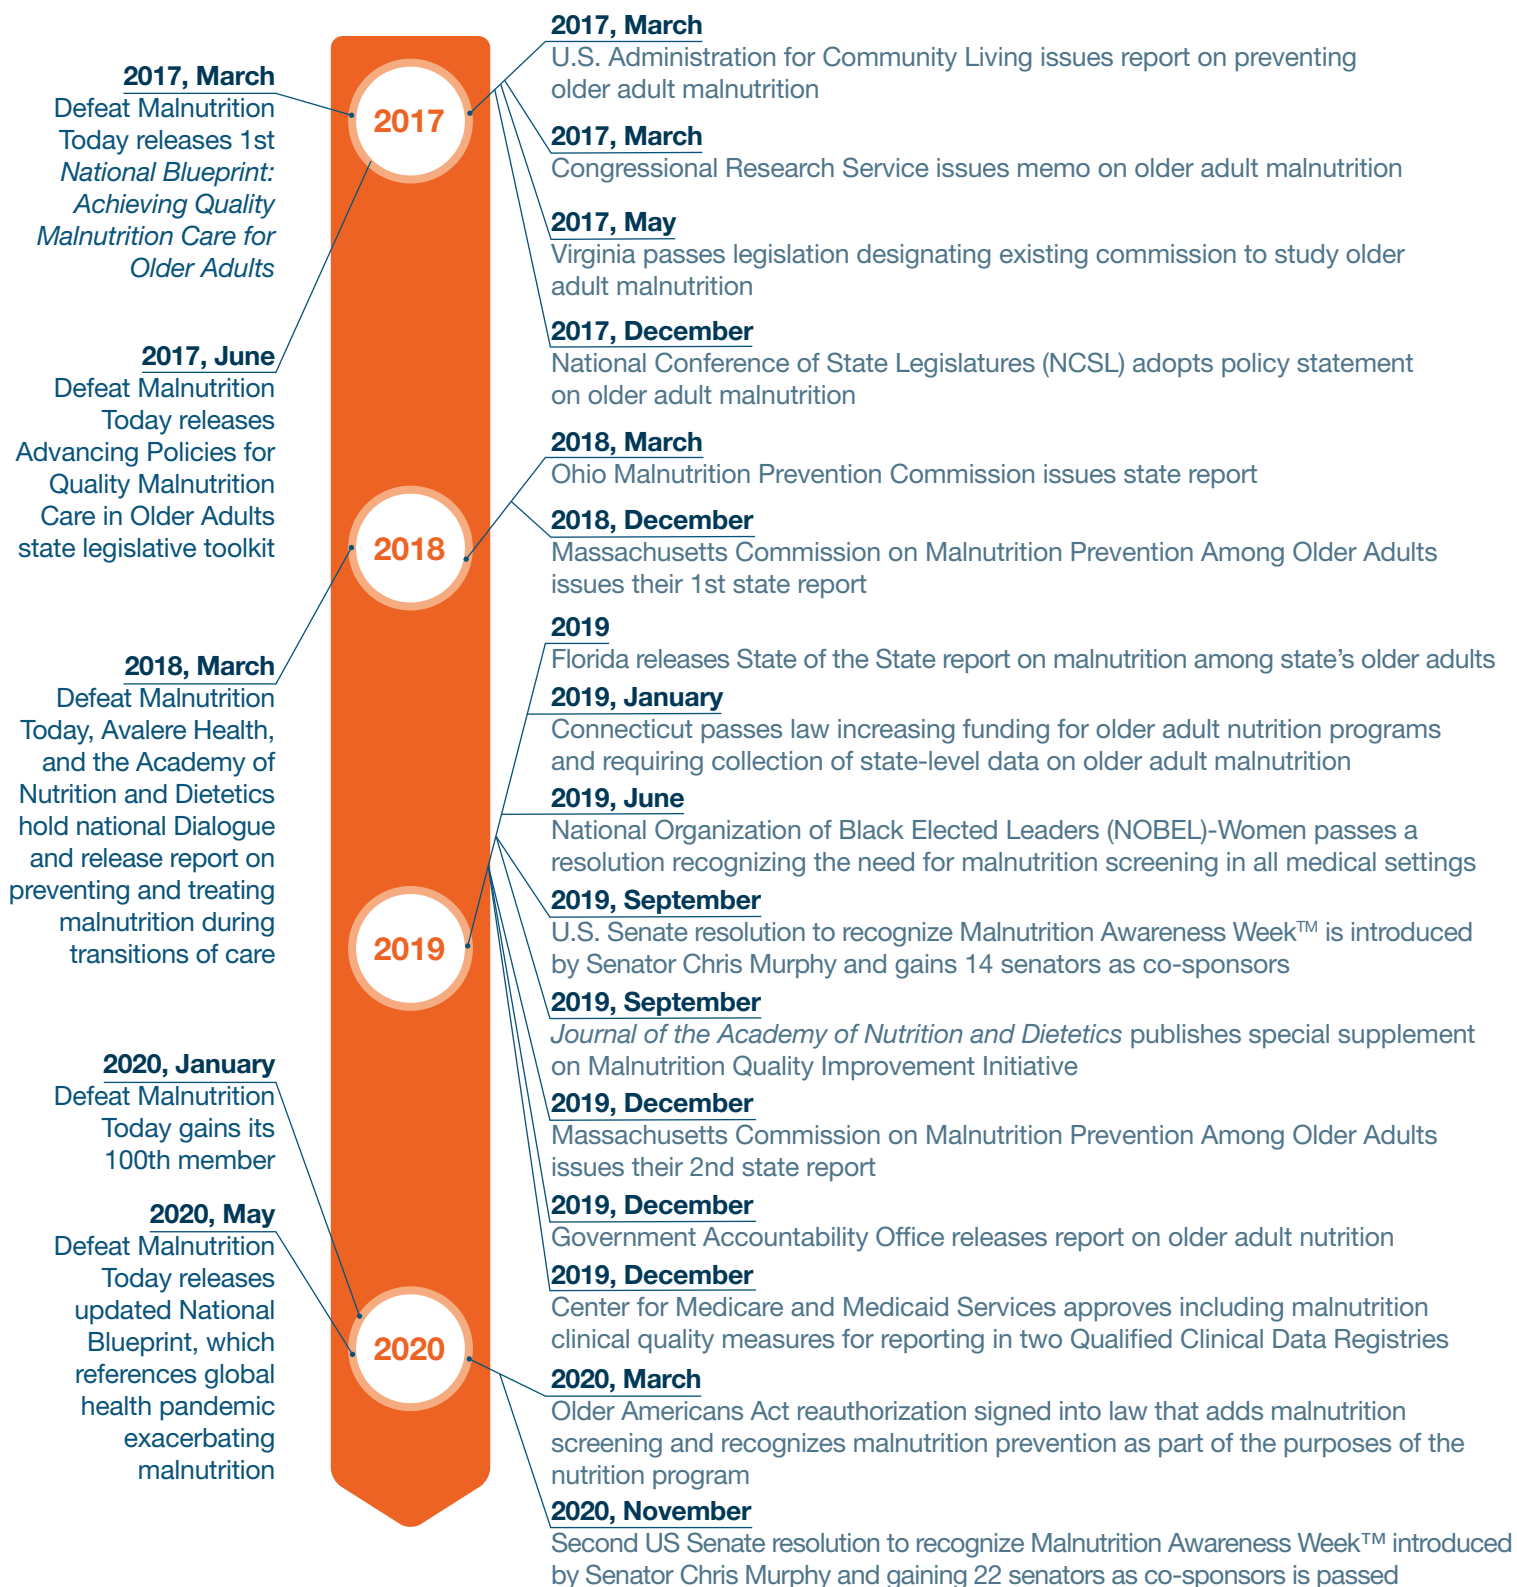 2017, March
Defeat Malnutrition
Today releases 1st
National Blueprint:
Achieving Quality
Malnutrition Care for
Older Adults
2017, June
Defeat Malnutrition
Today releases
Advancing Policies for
Quality Malnutrition
Care in Older Adults
state legislative toolkit
2018, March
Defeat Malnutrition
Today, Avalere Health,
and the Academy of
Nutrition and Dietetics
hold national Dialogue
and release report on
preventing and treating
malnutrition during
transitions of care
2020, January
Defeat Malnutrition
Today gains its
100th member
2020, May
Defeat Malnutrition
Today releases
updated National
Blueprint, which
references global
health pandemic
exacerbating
malnutrition
2017
2018
2019
2020
2017, March
U.S. Administration for Community Living issues report on preventing
older adult malnutrition
2017, March
Congressional Research Service issues memo on older adult malnutrition
2017, May
Virginia passes legislation designating existing commission to study older
adult malnutrition
2017, December
National Conference of State Legislatures (NCSL) adopts policy statement
on older adult malnutrition
2018, March
Ohio Malnutrition Prevention Commission issues state report
2018, December
Massachusetts Commission on Malnutrition Prevention Among Older Adults
issues their 1st state report
2019
Florida releases State of the State report on malnutrition among state’s older adults
2019, January
Connecticut passes law increasing funding for older adult nutrition programs
and requiring collection of state-level data on older adult malnutrition
2019, June
National Organization of Black Elected Leaders (NOBEL)-Women passes a
resolution recognizing the need for malnutrition screening in all medical settings
2019, September
U.S. Senate resolution to recognize Malnutrition Awareness Week™ is introduced
by Senator Chris Murphy and gains 14 senators as co-sponsors
2019, September
Journal of the Academy of Nutrition and Dietetics publishes special supplement
on Malnutrition Quality Improvement Initiative
2019, December
Massachusetts Commission on Malnutrition Prevention Among Older Adults
issues their 2nd state report
2019, December
Government Accountability Office releases report on older adult nutrition
2019, December
Center for Medicare and Medicaid Services approves including malnutrition
clinical quality measures for reporting in two Qualified Clinical Data Registries
2020, March
Older Americans Act reauthorization signed into law that adds malnutrition
screening and recognizes malnutrition prevention as part of the purposes of the
nutrition program
2020, November
Second US Senate resolution to recognize Malnutrition Awareness Week™ introduced
by Senator Chris Murphy and gaining 22 senators as co-sponsors is passed